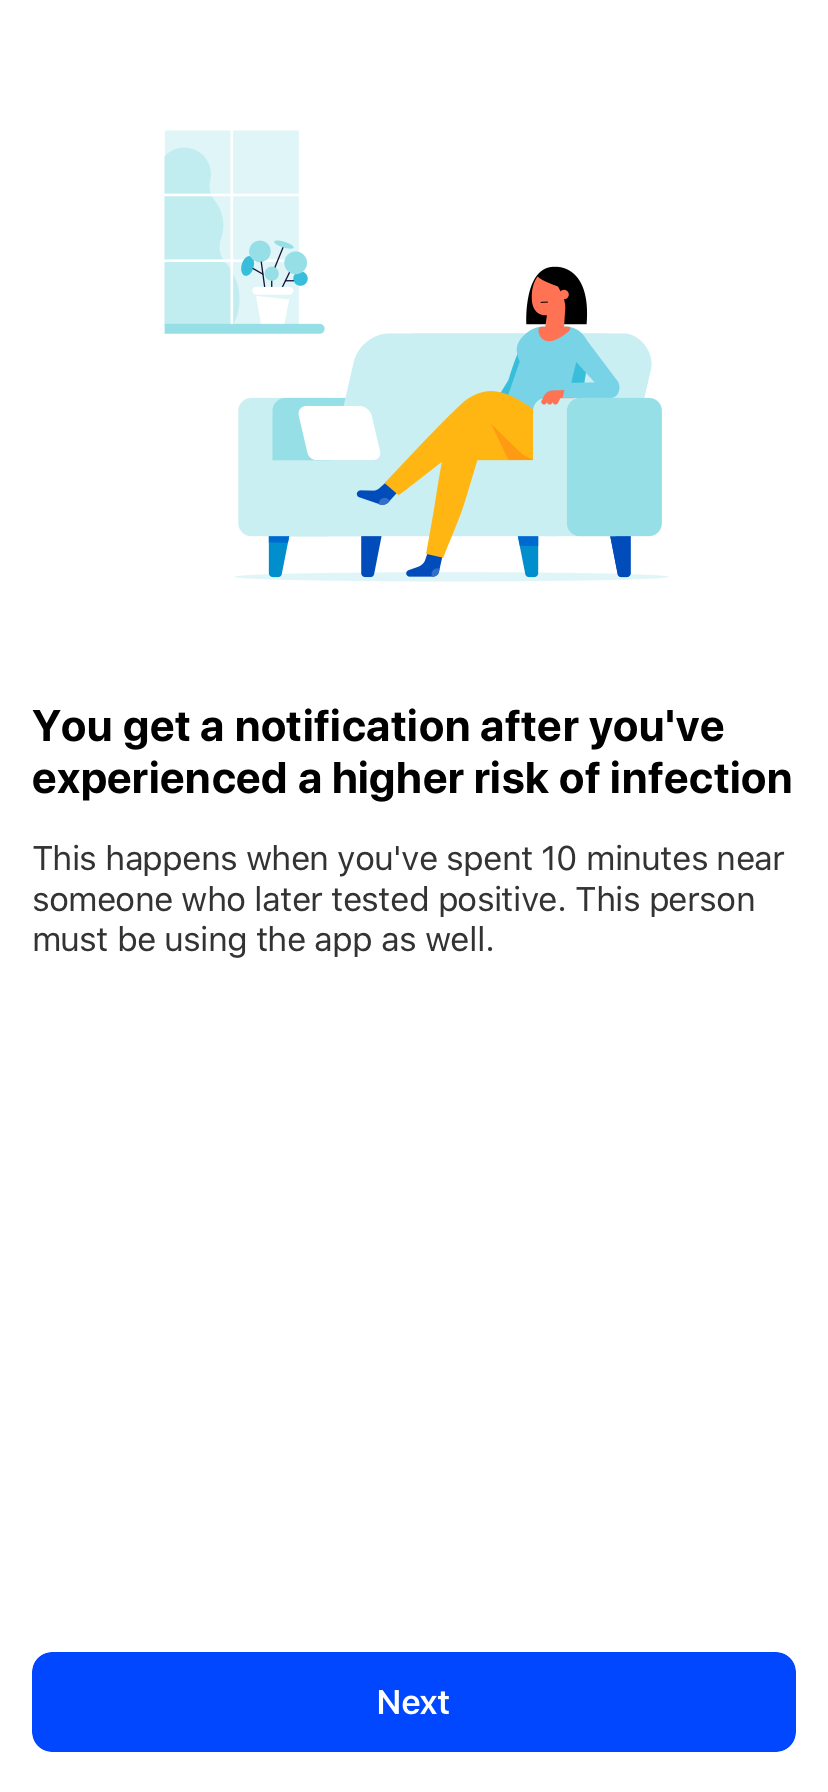 You get a notification after you've
experienced a higher risk of infection
This happens when you've spent 10 minutes near
someone who later tested positive. This person
must be using the app as well.
Next